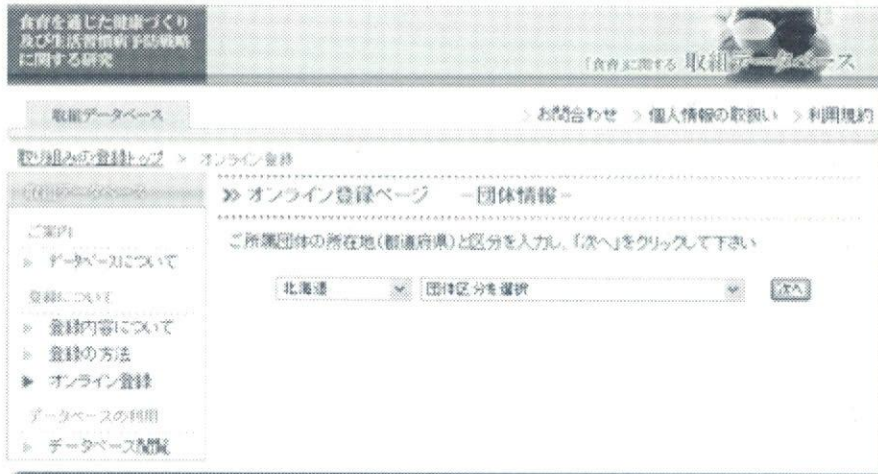 食育を通じた健康づくり
及び生活習慣病予防戦略
に関する研究
「食育」に関する 取組データベース
取組データベース
> お問合わせ > 個人情報の取扱い > 利用規約
取り組みの登録トップ > オンライン登録
≫ オンライン登録ページ －団体情報－
ご案内
ご所属団体の所在地(都道府県)と区分を入力し、「次へ」をクリックして下さい
データベースについて
北海道 団体区分を選択 次へ
登録について
登録内容について
登録の方法
オンライン登録
データベースの利用
データベース閲覧